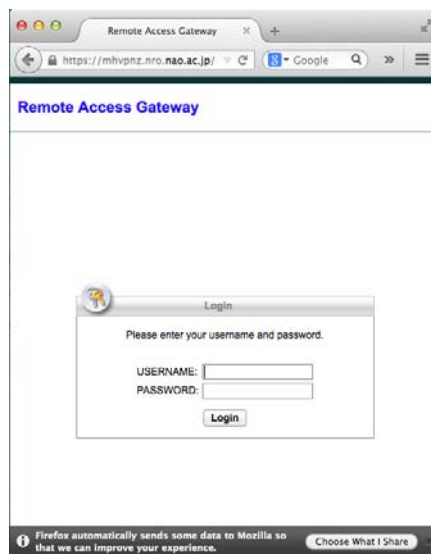 Remote Access Gateway
https://mhvpnz.nro.nao.ac.jp/
Google
Remote Access Gateway
Login
Please enter your username and password.
USERNAME:
PASSWORD:
Login
Firefox automatically sends some data to Mozilla so
that we can improve your experience.
Choose What I Share